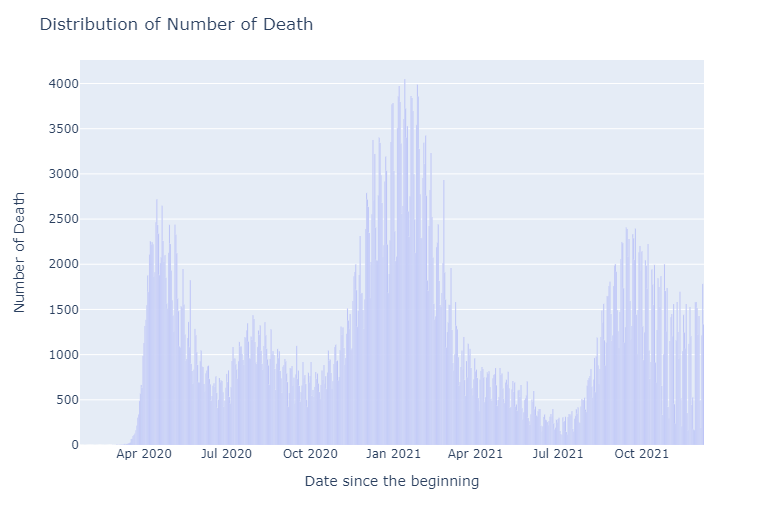 Distribution of Number of Death
4000
3500
3000
2500
2000
1500
1000
500
0
Number of Death
Apr 2020 Jul 2020 Oct 2020 Jan 2021 Apr 2021 Jul 2021 Oct 2021
Date since the beginning